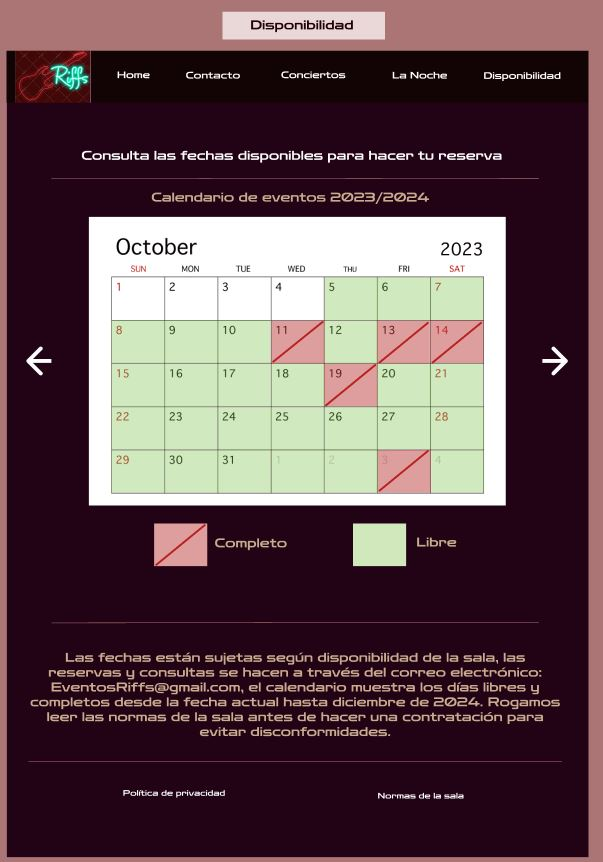 Disponibilidad
Riffs
Home Contacto Conciertos La Noche Disponibilidad
Consulta las fechas disponibles para hacer tu reserva
Calendario de eventos 2023/2024
October 2023
SUN MON TUE WED THU FRI SAT
1 2 3 4 5 6 7
8 9 10 11 12 13 14
15 16 17 18 19 20 21
22 23 24 25 26 27 28
29 30 31 1 2 3 4
Completo Libre
Las fechas están sujetas según disponibilidad de la sala, las
reservas y consultas se hacen a través del correo electrónico:
EventosRiffs@gmail.com, el calendario muestra los días libres y
completos desde la fecha actual hasta diciembre de 2024. Rogamos
leer las normas de la sala antes de hacer una contratación para
evitar disconformidades.
Política de privacidad Normas de la sala